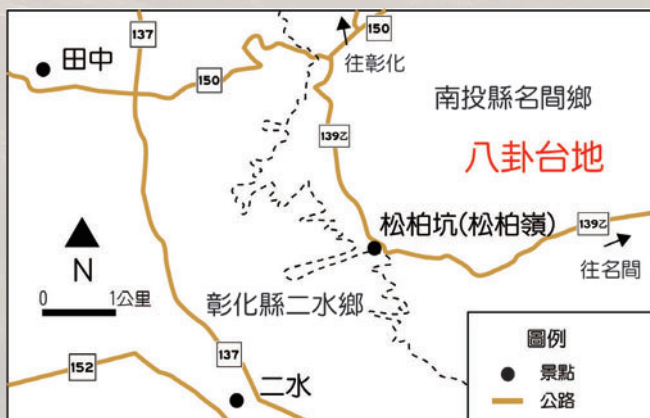 137
150
田中
往彰化
150
南投縣名間鄉
139乙
八卦台地
松柏坑(松柏嶺)
139乙
往名間
N
0 1公里
彰化縣二水鄉
137
152
二水
圖例
景點
公路